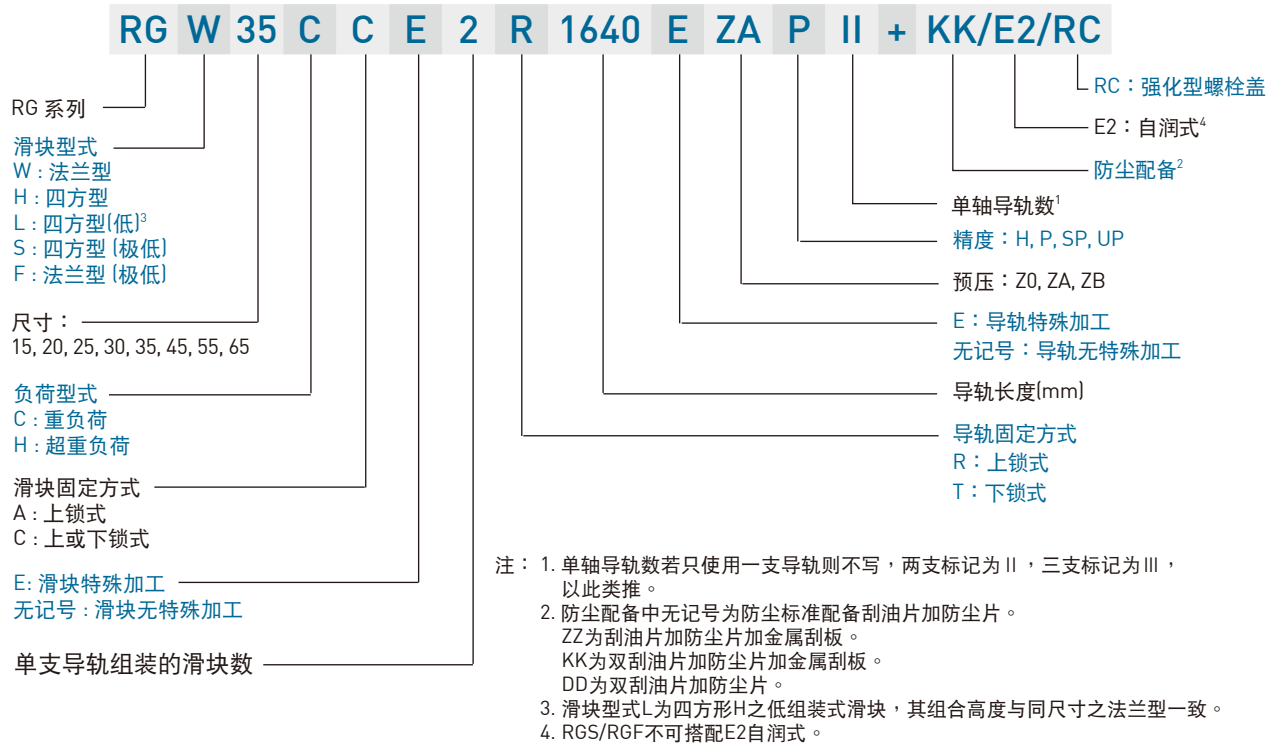 RG W 35 C C E 2 R 1640 E ZA P II + KK/E2/RC
RG 系列
滑块型式
W : 法兰型
H : 四方型
L : 四方型(低)³
S : 四方型 (极低)
F : 法兰型 (极低)
尺寸：
15, 20, 25, 30, 35, 45, 55, 65
负荷型式
C : 重负荷
H : 超重负荷
滑块固定方式
A : 上锁式
C : 上或下锁式
E: 滑块特殊加工
无记号 : 滑块无特殊加工
单支导轨组装的滑块数
RC：强化型螺栓盖
E2：自润式⁴
防尘配备²
单轴导轨数¹
精度：H, P, SP, UP
预压：Z0, ZA, ZB
E：导轨特殊加工
无记号：导轨无特殊加工
导轨长度(mm)
导轨固定方式
R：上锁式
T：下锁式
注： 1. 单轴导轨数若只使用一支导轨则不写，两支标记为 II ，三支标记为 III ，
以此类推。
2. 防尘配备中无记号为防尘标准配备刮油片加防尘片。
ZZ为刮油片加防尘片加金属刮板。
KK为双刮油片加防尘片加金属刮板。
DD为双刮油片加防尘片。
3. 滑块型式L为四方形H之低组装式滑块，其组合高度与同尺寸之法兰型一致。
4. RGS/RGF不可搭配E2自润式。